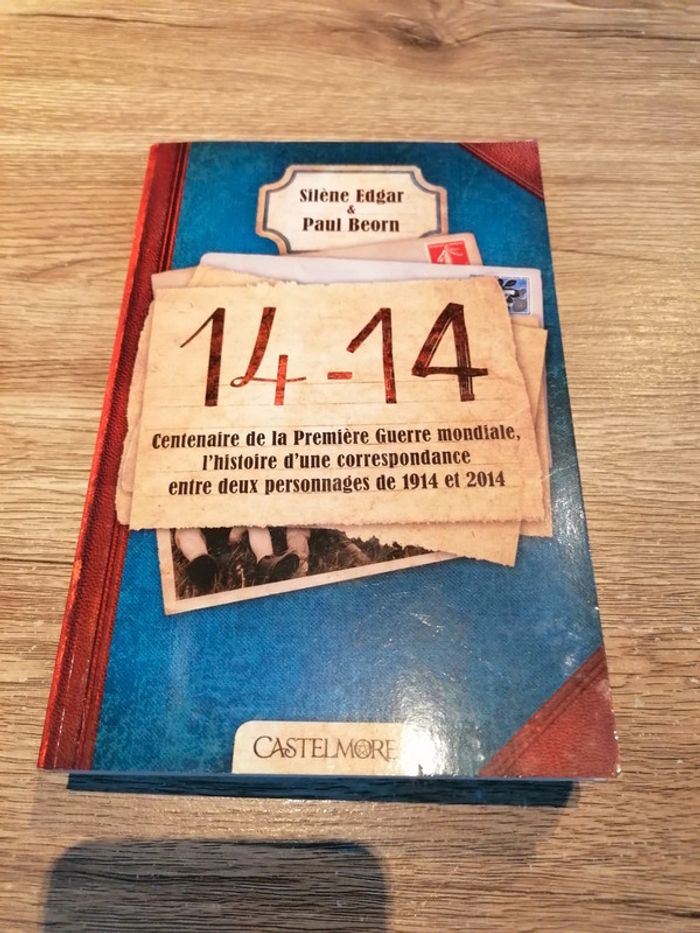 Silène Edgar
&
Paul Beorn
14-14
Centenaire de la Première Guerre mondiale,
l'histoire d'une correspondance
entre deux personnages de 1914 et 2014
CASTELMORE